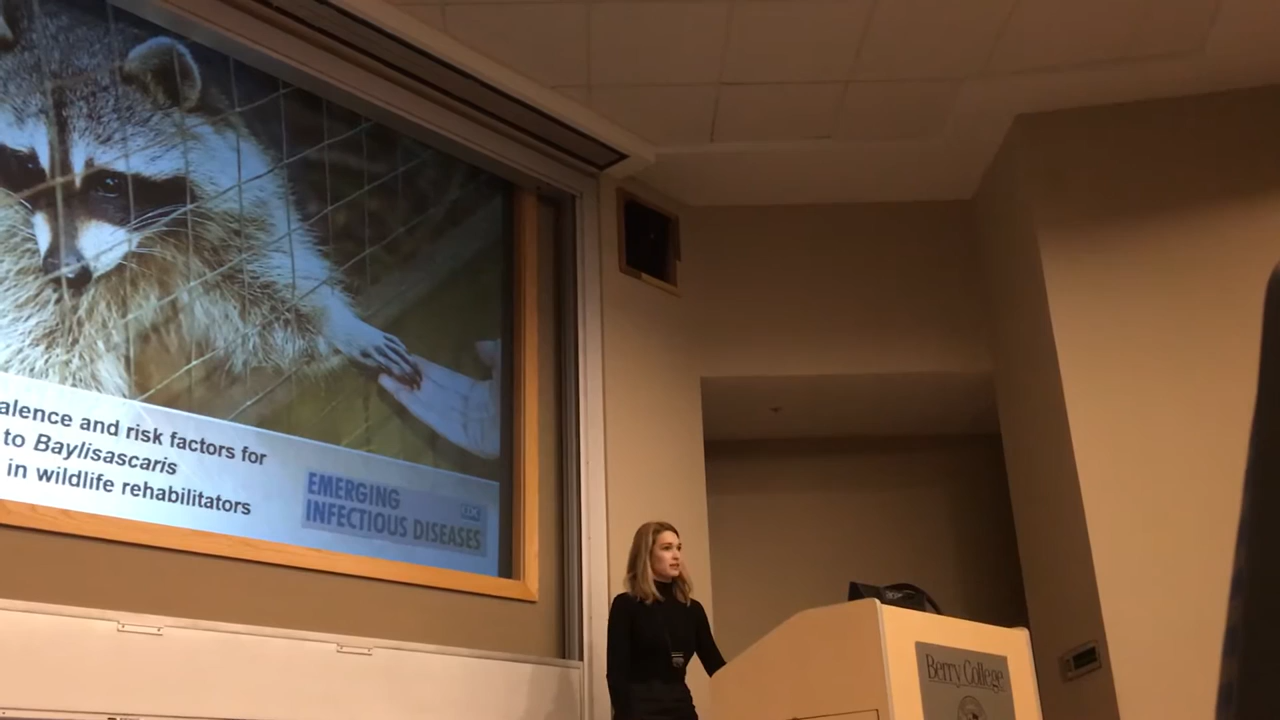 alence and risk factors for
to Baylisascaris
in wildlife rehabilitators
EMERGING
INFECTIOUS DISEASES
CDC
Berry College